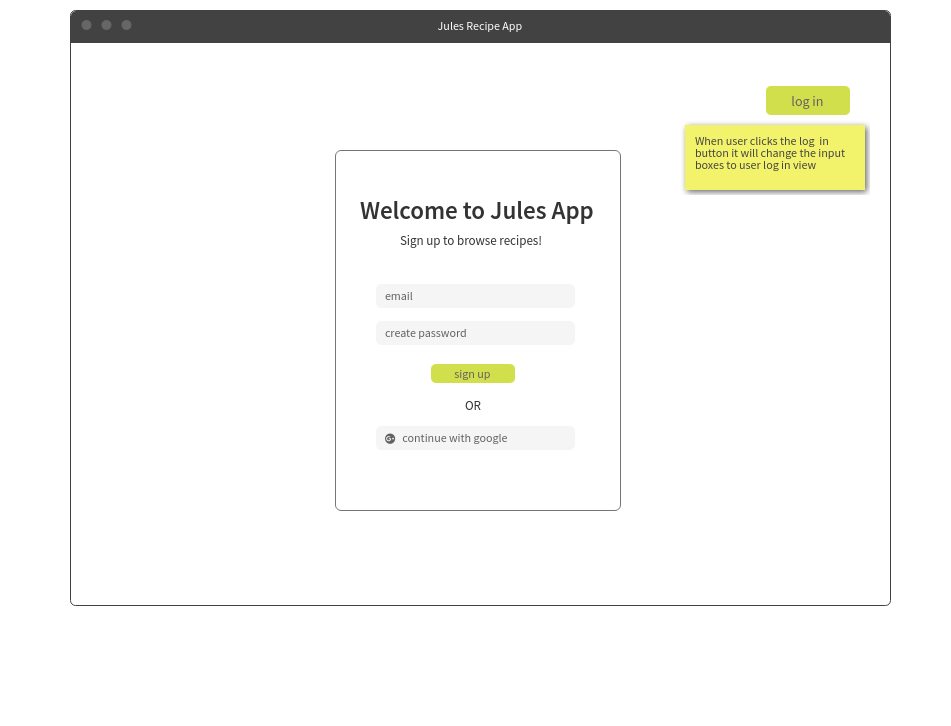 Jules Recipe App
log in
When user clicks the log  in
button it will change the input
boxes to user log in view
Welcome to Jules App
Sign up to browse recipes!
email
create password
sign up
OR
G+ continue with google